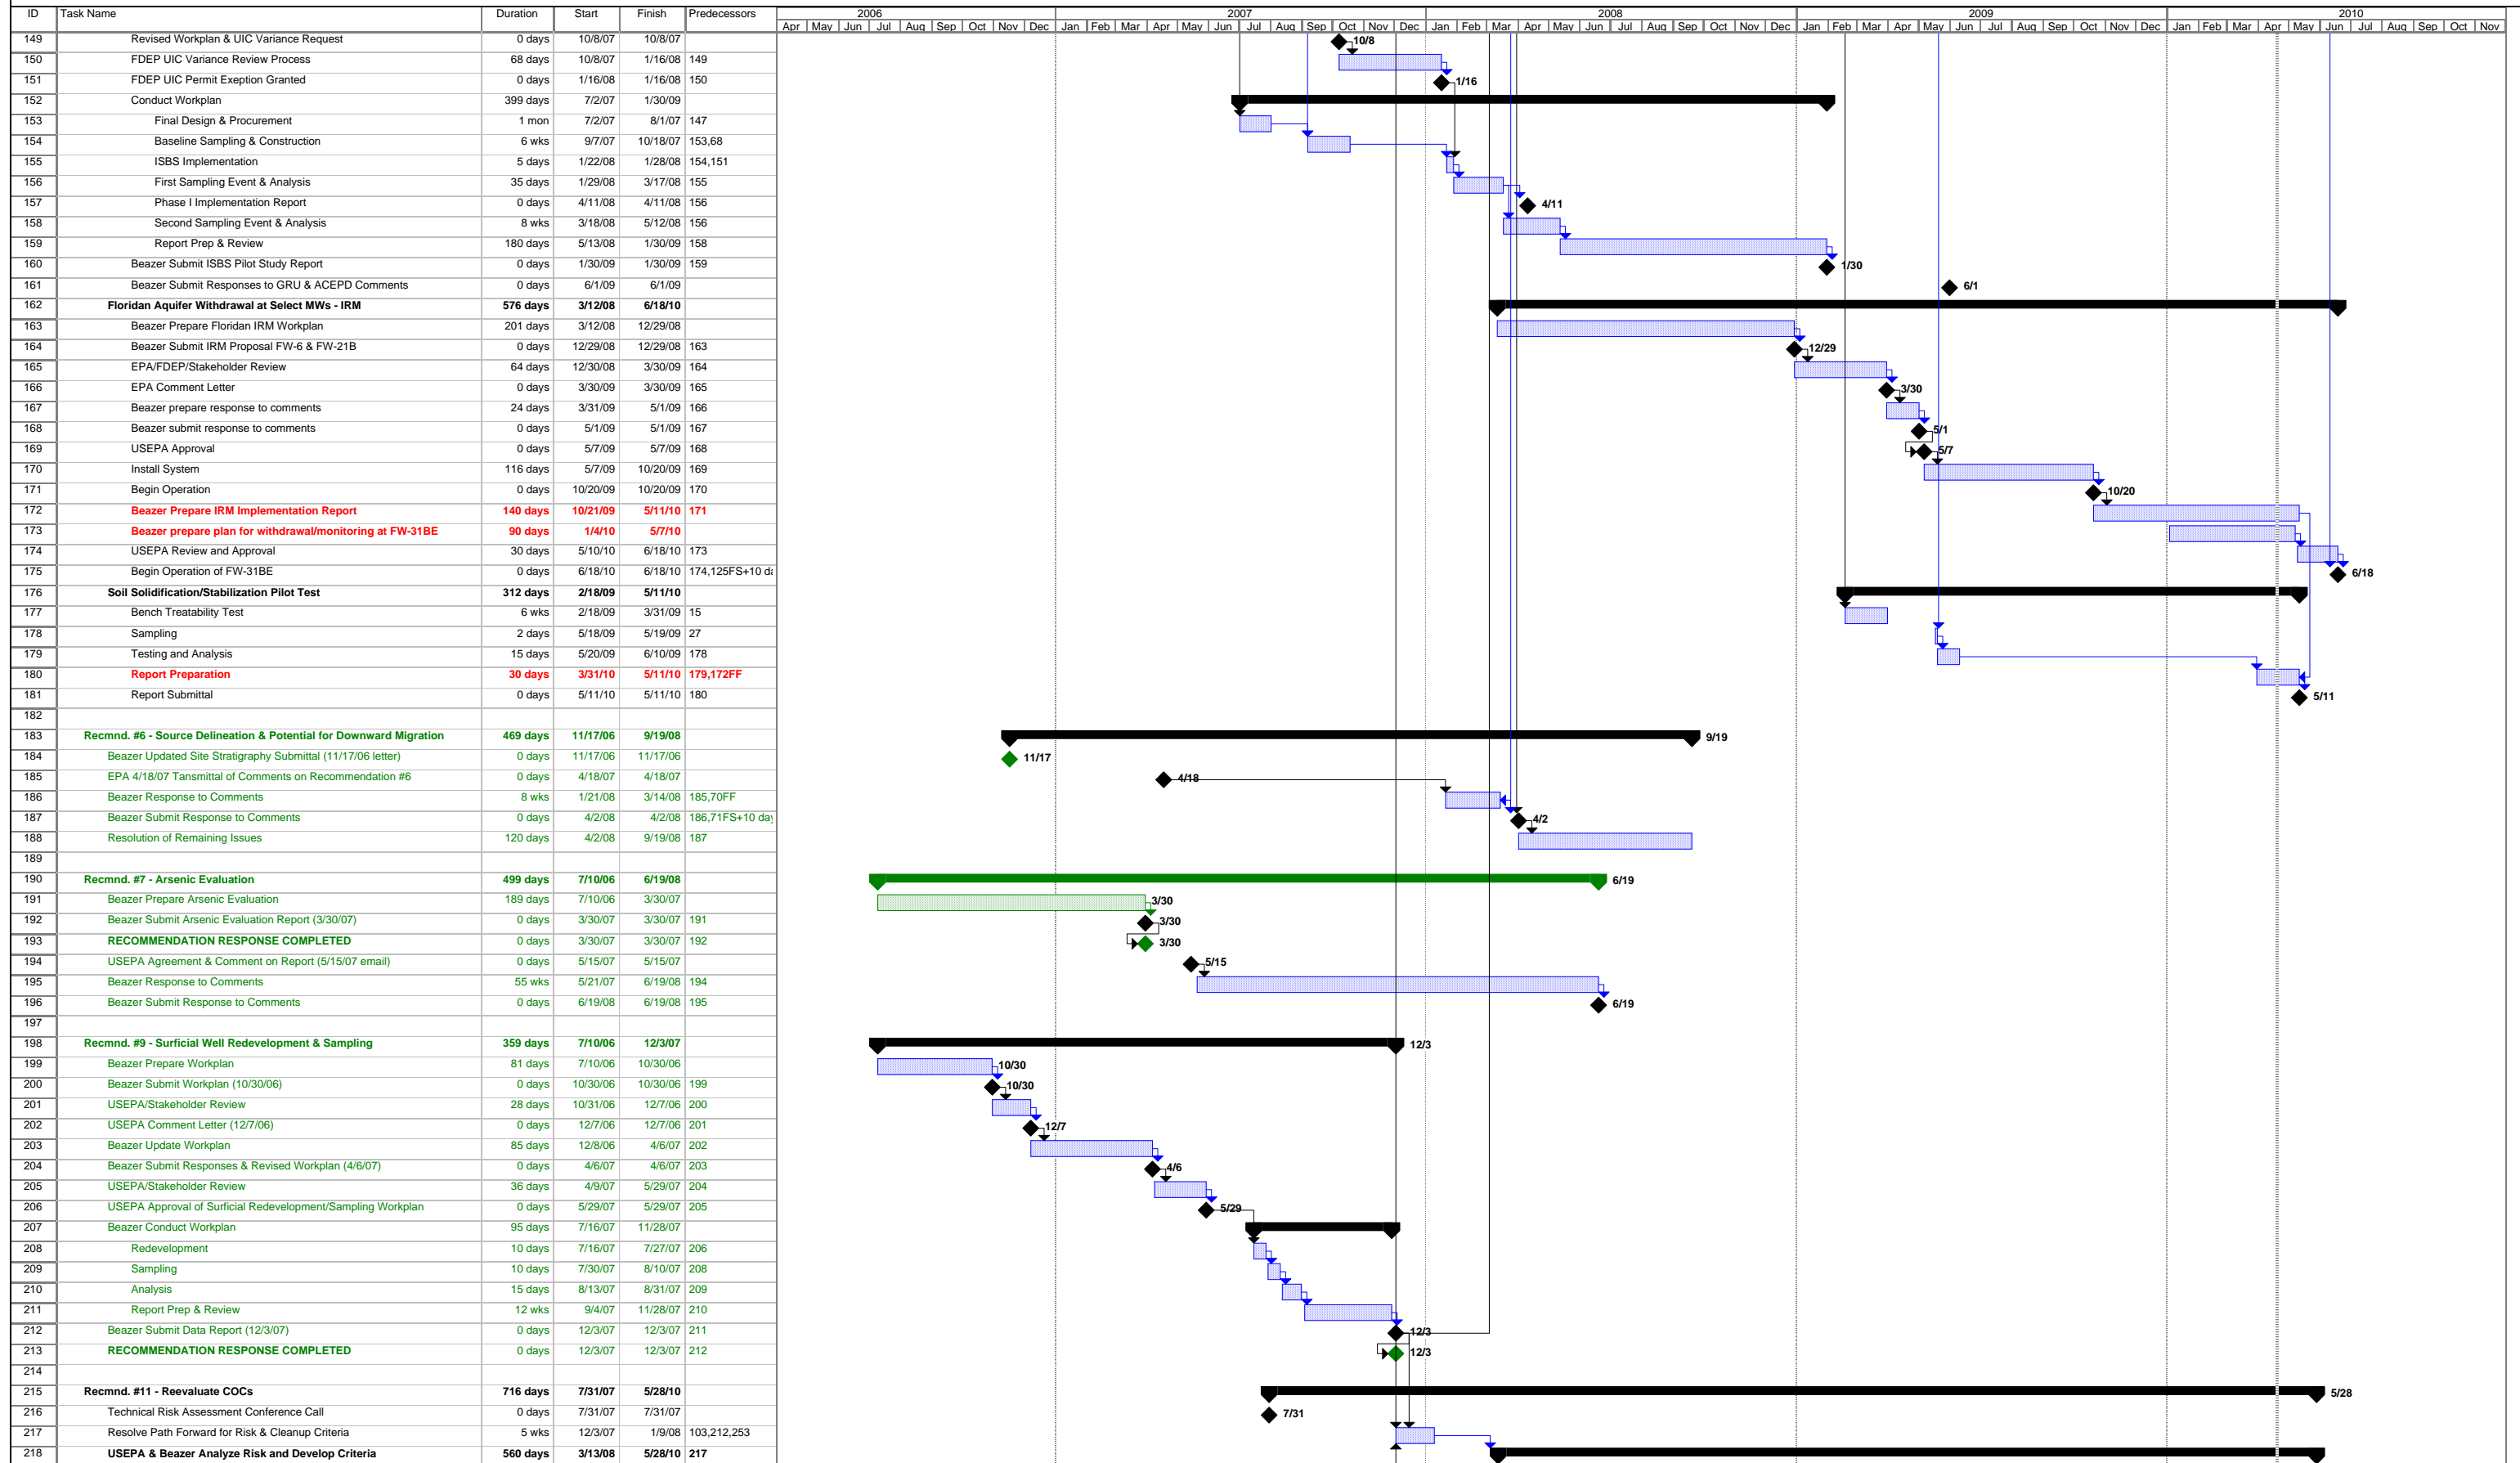 ID Task Name Duration Start Finish Predecessors 2006 2007 2008 2009 2010
Apr May Jun Jul Aug Sep Oct Nov Dec Jan Feb Mar Apr May Jun Jul Aug Sep Oct Nov Dec Jan Feb Mar Apr May Jun Jul Aug Sep Oct Nov Dec Jan Feb Mar Apr May Jun Jul Aug Sep Oct Nov Dec Jan Feb Mar Apr May Jun Jul Aug Sep Oct Nov
149 Revised Workplan & UIC Variance Request 0 days 10/8/07 10/8/07 10/8
150 FDEP UIC Variance Review Process 68 days 10/8/07 1/16/08 149
151 FDEP UIC Permit Exeption Granted 0 days 1/16/08 1/16/08 150 1/16
152 Conduct Workplan 399 days 7/2/07 1/30/09
153 Final Design & Procurement 1 mon 7/2/07 8/1/07 147
154 Baseline Sampling & Construction 6 wks 9/7/07 10/18/07 153,68
155 ISBS Implementation 5 days 1/22/08 1/28/08 154,151
156 First Sampling Event & Analysis 35 days 1/29/08 3/17/08 155
157 Phase I Implementation Report 0 days 4/11/08 4/11/08 156 4/11
158 Second Sampling Event & Analysis 8 wks 3/18/08 5/12/08 156
159 Report Prep & Review 180 days 5/13/08 1/30/09 158
160 Beazer Submit ISBS Pilot Study Report 0 days 1/30/09 1/30/09 159 1/30
161 Beazer Submit Responses to GRU & ACEPD Comments 0 days 6/1/09 6/1/09 6/1
162 Floridan Aquifer Withdrawal at Select MWs - IRM 576 days 3/12/08 6/18/10
163 Beazer Prepare Floridan IRM Workplan 201 days 3/12/08 12/29/08
164 Beazer Submit IRM Proposal FW-6 & FW-21B 0 days 12/29/08 12/29/08 163 12/29
165 EPA/FDEP/Stakeholder Review 64 days 12/30/08 3/30/09 164
166 EPA Comment Letter 0 days 3/30/09 3/30/09 165 3/30
167 Beazer prepare response to comments 24 days 3/31/09 5/1/09 166
168 Beazer submit response to comments 0 days 5/1/09 5/1/09 167 5/1
169 USEPA Approval 0 days 5/7/09 5/7/09 168 5/7
170 Install System 116 days 5/7/09 10/20/09 169
171 Begin Operation 0 days 10/20/09 10/20/09 170 10/20
172 Beazer Prepare IRM Implementation Report 140 days 10/21/09 5/11/10 171
173 Beazer prepare plan for withdrawal/monitoring at FW-31BE 90 days 1/4/10 5/7/10
174 USEPA Review and Approval 30 days 5/10/10 6/18/10 173
175 Begin Operation of FW-31BE 0 days 6/18/10 6/18/10 174,125FS+10 da 6/18
176 Soil Solidification/Stabilization Pilot Test 312 days 2/18/09 5/11/10
177 Bench Treatability Test 6 wks 2/18/09 3/31/09 15
178 Sampling 2 days 5/18/09 5/19/09 27
179 Testing and Analysis 15 days 5/20/09 6/10/09 178
180 Report Preparation 30 days 3/31/10 5/11/10 179,172FF
181 Report Submittal 0 days 5/11/10 5/11/10 180 5/11
182
183 Recmnd. #6 - Source Delineation & Potential for Downward Migration 469 days 11/17/06 9/19/08 9/19
184 Beazer Updated Site Stratigraphy Submittal (11/17/06 letter) 0 days 11/17/06 11/17/06 11/17
185 EPA 4/18/07 Tansmittal of Comments on Recommendation #6 0 days 4/18/07 4/18/07 4/18
186 Beazer Response to Comments 8 wks 1/21/08 3/14/08 185,70FF
187 Beazer Submit Response to Comments 0 days 4/2/08 4/2/08 186,71FS+10 day 4/2
188 Resolution of Remaining Issues 120 days 4/2/08 9/19/08 187
189
190 Recmnd. #7 - Arsenic Evaluation 499 days 7/10/06 6/19/08 6/19
191 Beazer Prepare Arsenic Evaluation 189 days 7/10/06 3/30/07 3/30
192 Beazer Submit Arsenic Evaluation Report (3/30/07) 0 days 3/30/07 3/30/07 191 3/30
193 RECOMMENDATION RESPONSE COMPLETED 0 days 3/30/07 3/30/07 192 3/30
194 USEPA Agreement & Comment on Report (5/15/07 email) 0 days 5/15/07 5/15/07 5/15
195 Beazer Response to Comments 55 wks 5/21/07 6/19/08 194
196 Beazer Submit Response to Comments 0 days 6/19/08 6/19/08 195 6/19
197
198 Recmnd. #9 - Surficial Well Redevelopment & Sampling 359 days 7/10/06 12/3/07 12/3
199 Beazer Prepare Workplan 81 days 7/10/06 10/30/06 10/30
200 Beazer Submit Workplan (10/30/06) 0 days 10/30/06 10/30/06 199 10/30
201 USEPA/Stakeholder Review 28 days 10/31/06 12/7/06 200
202 USEPA Comment Letter (12/7/06) 0 days 12/7/06 12/7/06 201 12/7
203 Beazer Update Workplan 85 days 12/8/06 4/6/07 202
204 Beazer Submit Responses & Revised Workplan (4/6/07) 0 days 4/6/07 4/6/07 203 4/6
205 USEPA/Stakeholder Review 36 days 4/9/07 5/29/07 204
206 USEPA Approval of Surficial Redevelopment/Sampling Workplan 0 days 5/29/07 5/29/07 205 5/29
207 Beazer Conduct Workplan 95 days 7/16/07 11/28/07
208 Redevelopment 10 days 7/16/07 7/27/07 206
209 Sampling 10 days 7/30/07 8/10/07 208
210 Analysis 15 days 8/13/07 8/31/07 209
211 Report Prep & Review 12 wks 9/4/07 11/28/07 210
212 Beazer Submit Data Report (12/3/07) 0 days 12/3/07 12/3/07 211 12/3
213 RECOMMENDATION RESPONSE COMPLETED 0 days 12/3/07 12/3/07 212 12/3
214
215 Recmnd. #11 - Reevaluate COCs 716 days 7/31/07 5/28/10 5/28
216 Technical Risk Assessment Conference Call 0 days 7/31/07 7/31/07 7/31
217 Resolve Path Forward for Risk & Cleanup Criteria 5 wks 12/3/07 1/9/08 103,212,253
218 USEPA & Beazer Analyze Risk and Develop Criteria 560 days 3/13/08 5/28/10 217